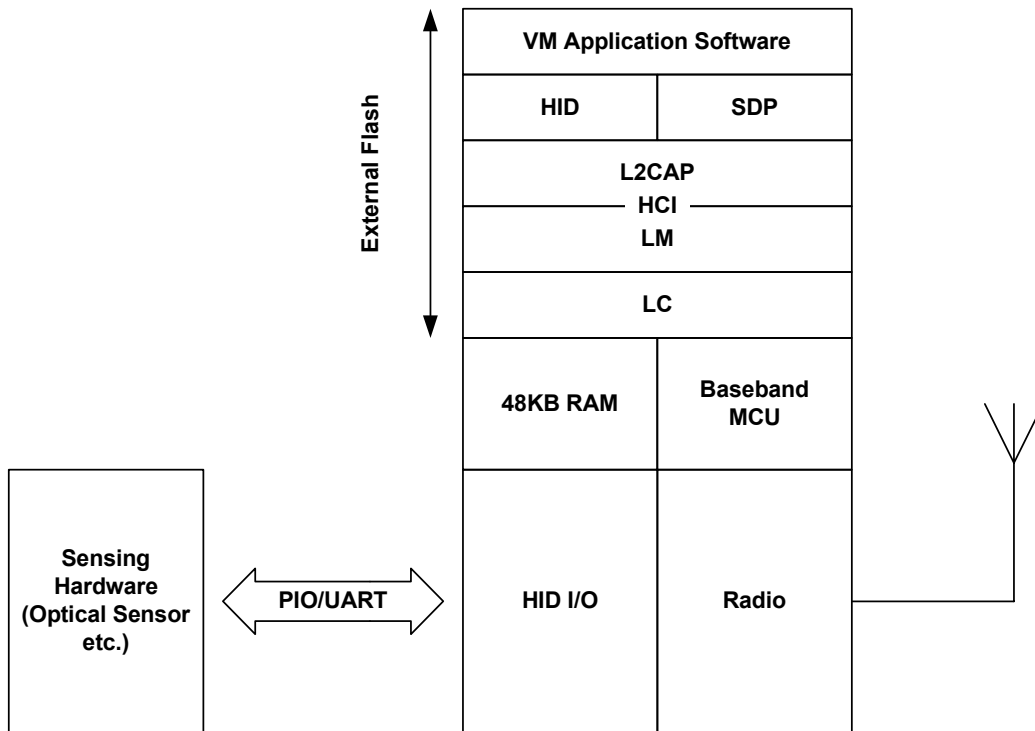 VM Application Software
External Flash
HID
SDP
L2CAP
HCI
LM
LC
48KB RAM
Baseband
MCU
Sensing
Hardware
(Optical Sensor
etc.)
PIO/UART
HID I/O
Radio